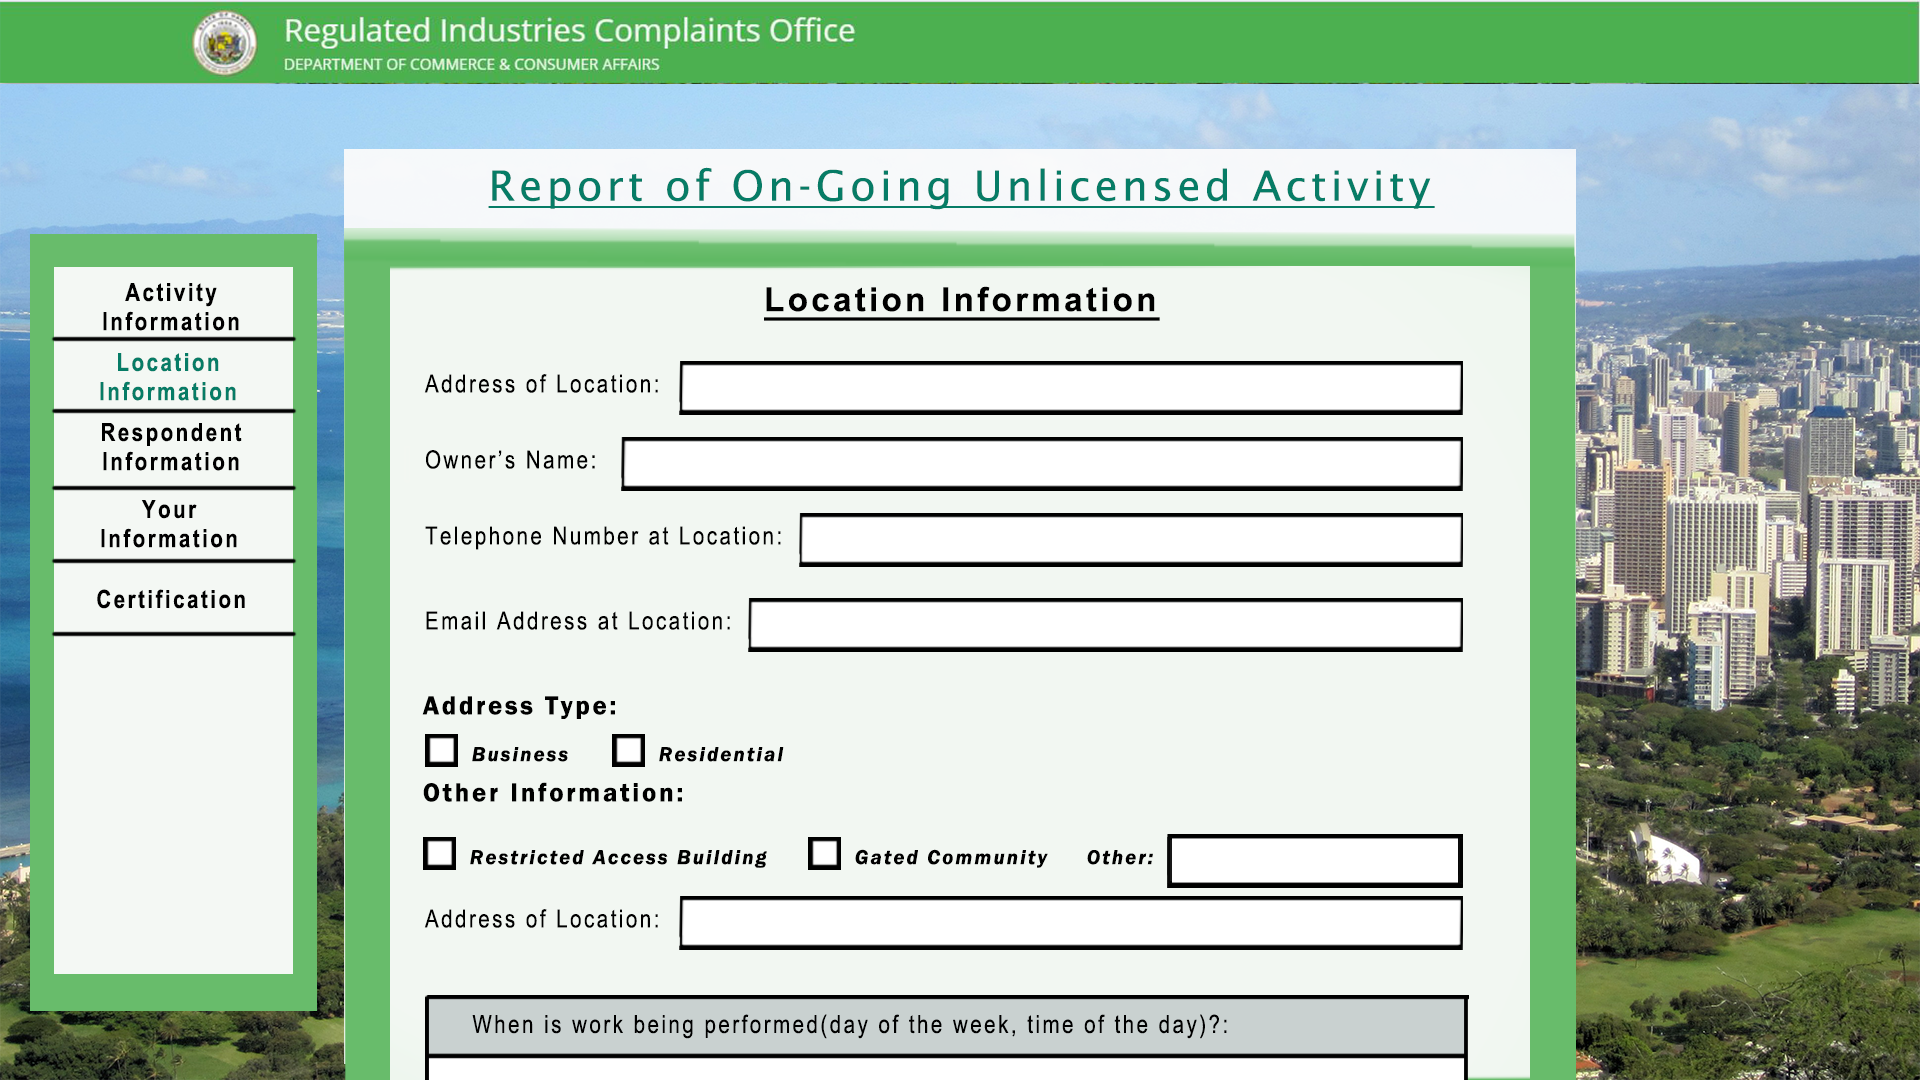 Regulated Industries Complaints Office
DEPARTMENT OF COMMERCE & CONSUMER AFFAIRS
Report of On-Going Unlicensed Activity
Activity
Information
Location
Information
Respondent
Information
Your
Information
Certification
Location Information
Address of Location:
Owner’s Name:
Telephone Number at Location:
Email Address at Location:
Address Type:
Business Residential
Other Information:
Restricted Access Building Gated Community Other:
Address of Location:
When is work being performed(day of the week, time of the day)?: